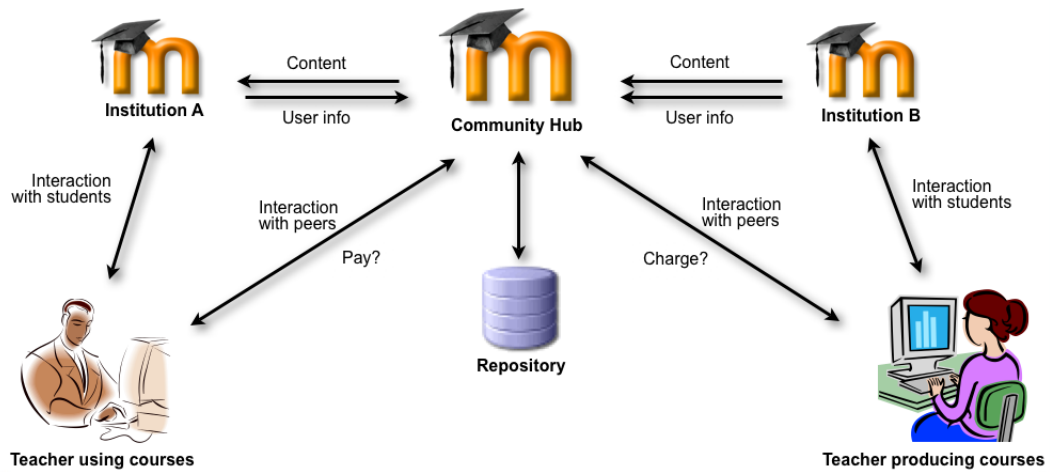 Content
Content
Institution A
User info
Community Hub
User info
Institution B
Interaction
with students
Interaction
with peers
Interaction
with peers
Interaction
with students
Pay?
Charge?
Repository
Teacher using courses
Teacher producing courses